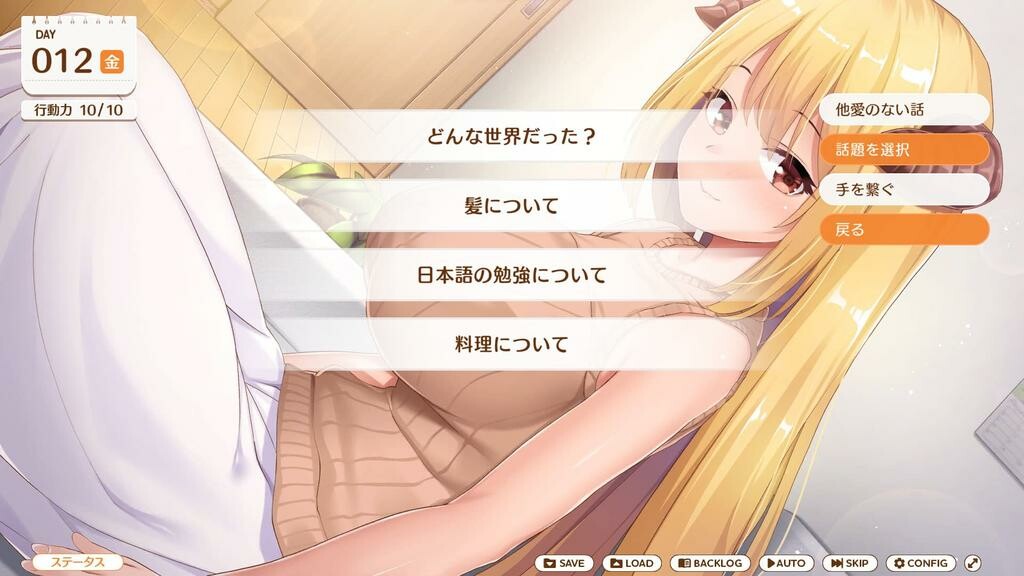 DAY
012 金
行動力 10/10
どんな世界だった？
髪について
日本語の勉強について
料理について
他愛のない話
話題を選択
手を繋ぐ
戻る
ステータス
SAVE
LOAD
BACKLOG
AUTO
SKIP
CONFIG